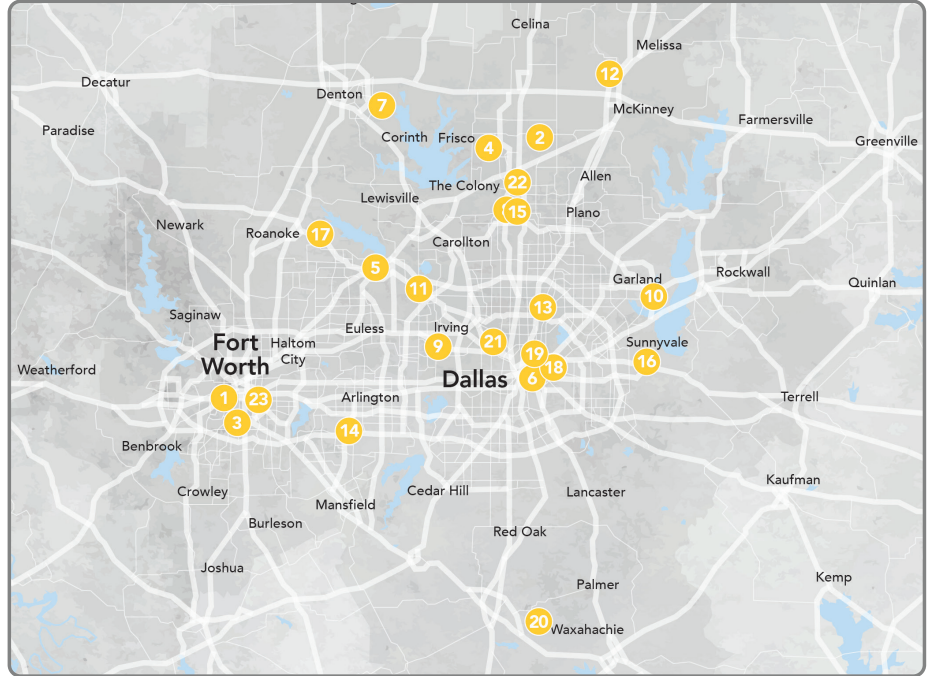 Celina
Melissa
12
Decatur
Denton
7
McKinney
Farmersville
Paradise
Corinth
Frisco
4
2
Greenville
The Colony
22
Allen
Lewisville
15
Plano
Newark
Roanoke
17
Carollton
5
11
Garland
10
Rockwall
Quinlan
Saginaw
13
Euless
Irving
9
21
Fort
Worth
Haltom
City
19
18
6
Sunnyvale
16
Weatherford
Dallas
1
23
3
Arlington
Terrell
14
Benbrook
Crowley
Mansfield
Cedar Hill
Lancaster
Kaufman
Burleson
Red Oak
Joshua
Palmer
Kemp
20
Waxahachie